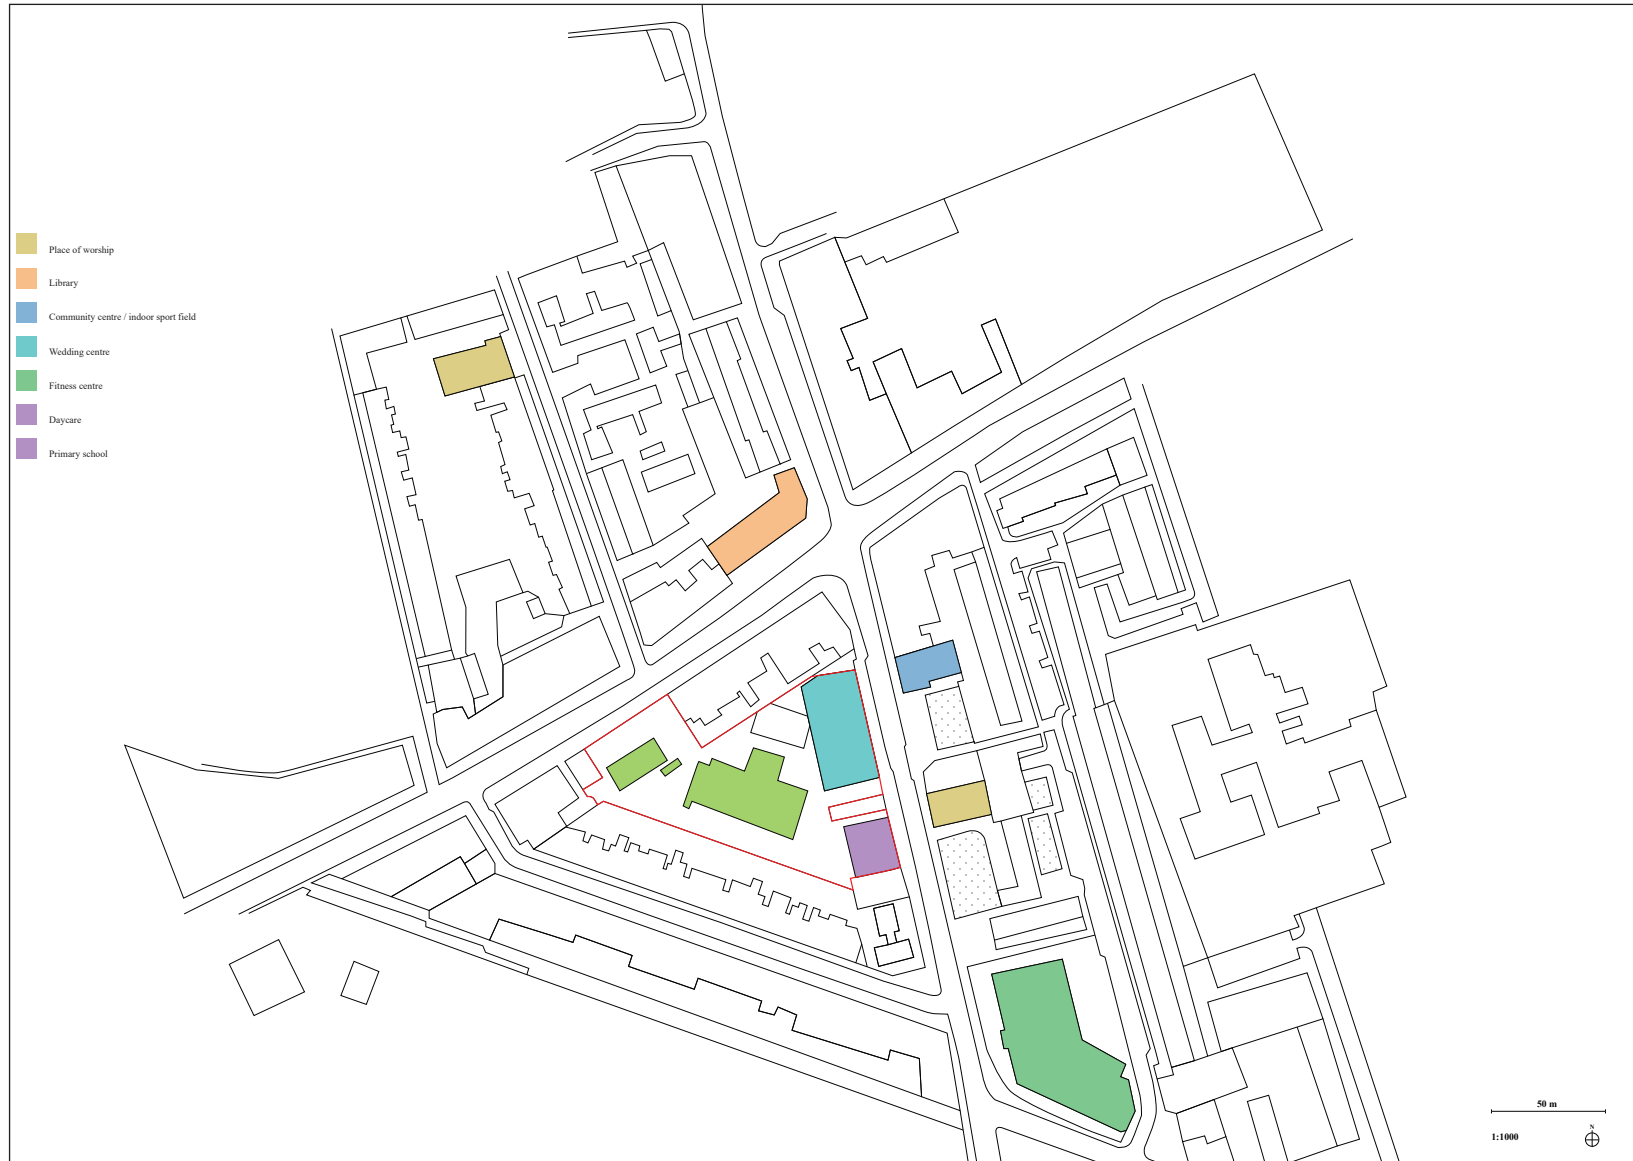 Place of worship
Library
Community centre / indoor sport field
Wedding centre
Fitness centre
Daycare
Primary school
50 m
1:1000
N